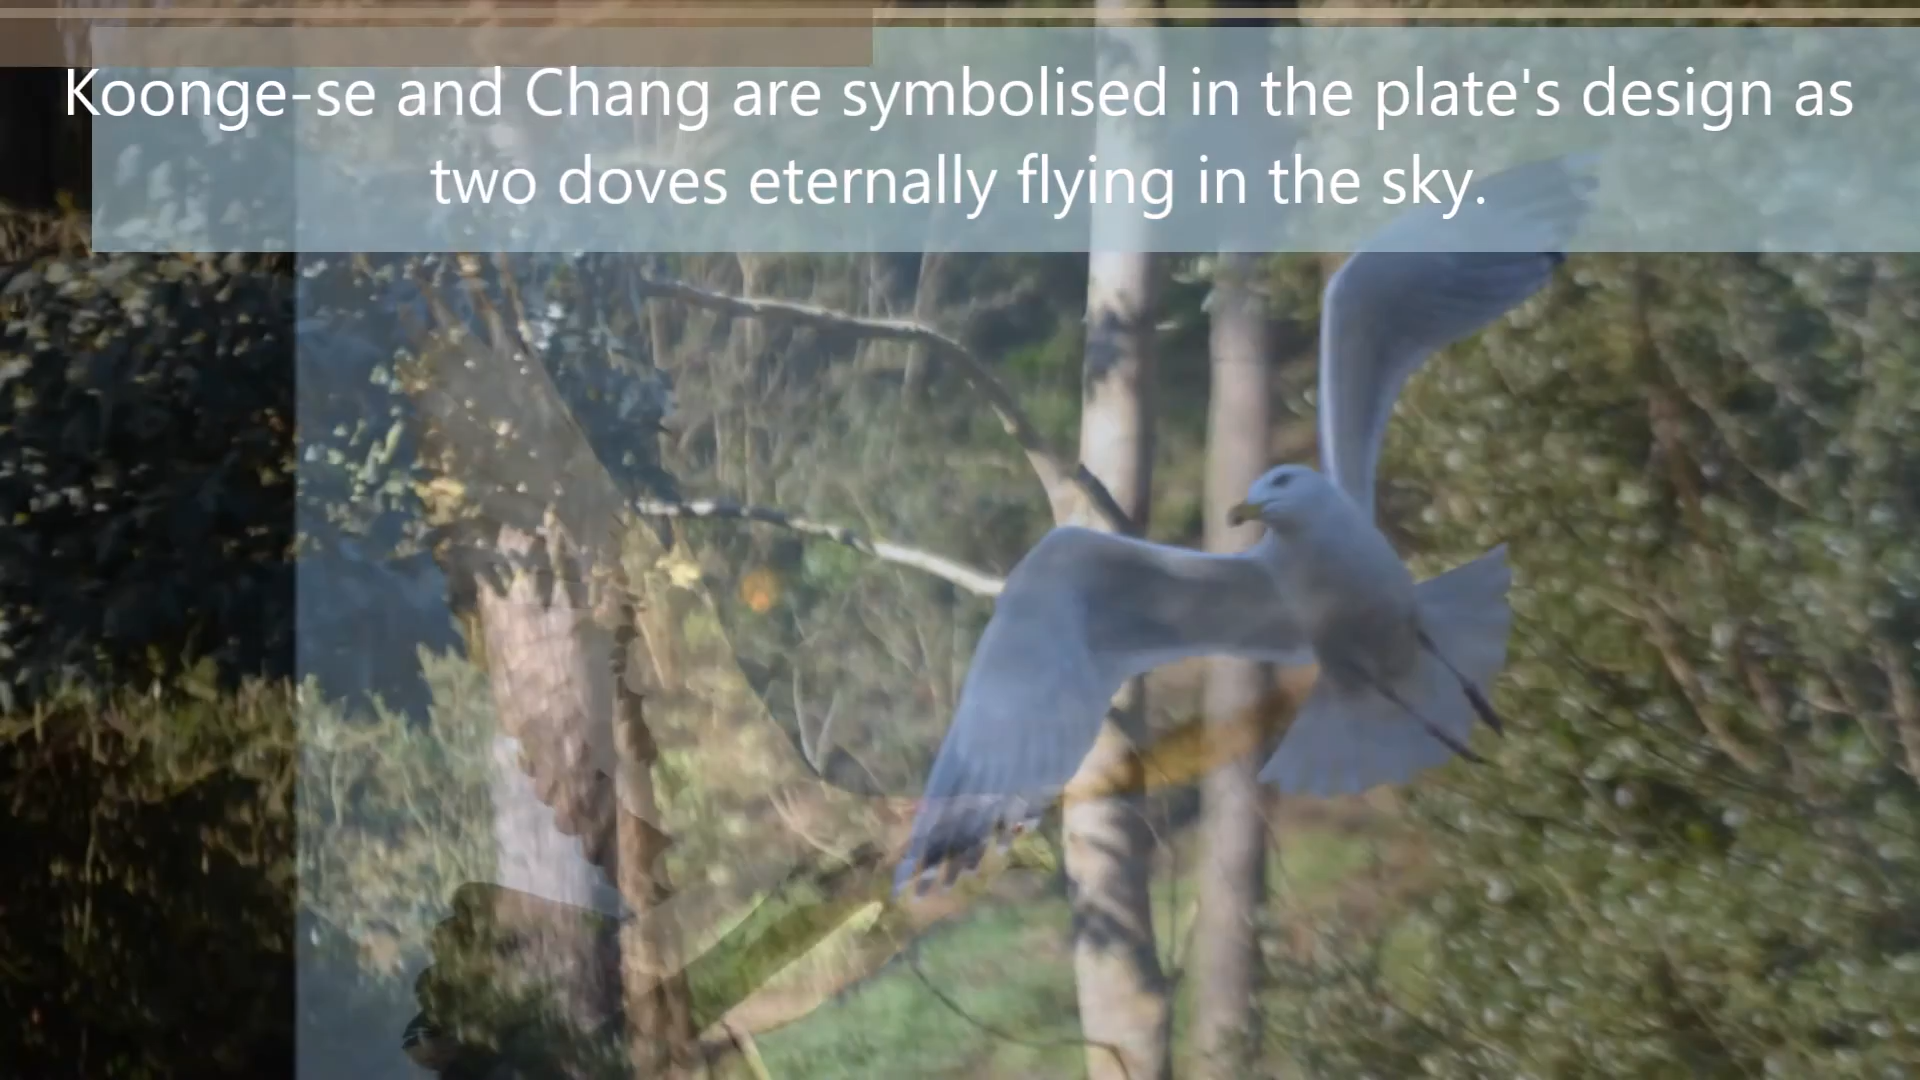 Koonge-se and Chang are symbolised in the plate's design as
two doves eternally flying in the sky.